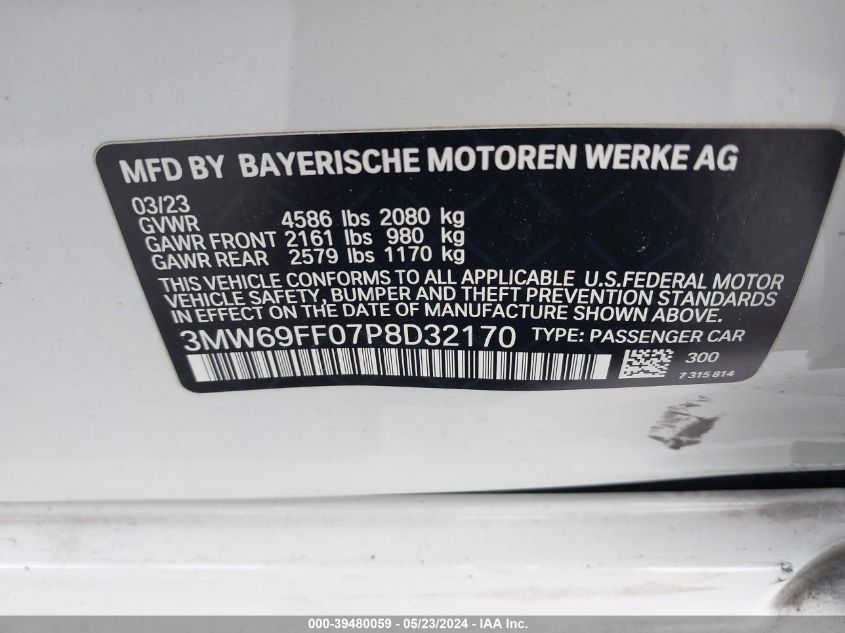 MFD BY BAYERISCHE MOTOREN WERKE AG
03/23
GVWR 4586 lbs 2080 kg
GAWR FRONT 2161 lbs 980 kg
GAWR REAR 2579 lbs 1170 kg
THIS VEHICLE CONFORMS TO ALL APPLICABLE U.S.FEDERAL MOTOR
VEHICLE SAFETY, BUMPER AND THEFT PREVENTION STANDARDS
IN EFFECT ON THE DATE OF MANUFACTURE SHOWN ABOVE.
3MW69FF07P8D32170 TYPE: PASSENGER CAR
300
7 315 814
000-39480059 - 05/23/2024 - IAA Inc.